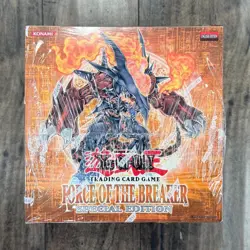 KONAMI
Yu-Gi-Oh!
TRADING CARD GAME
FORCE OF THE BREAKER
SPECIAL EDITION